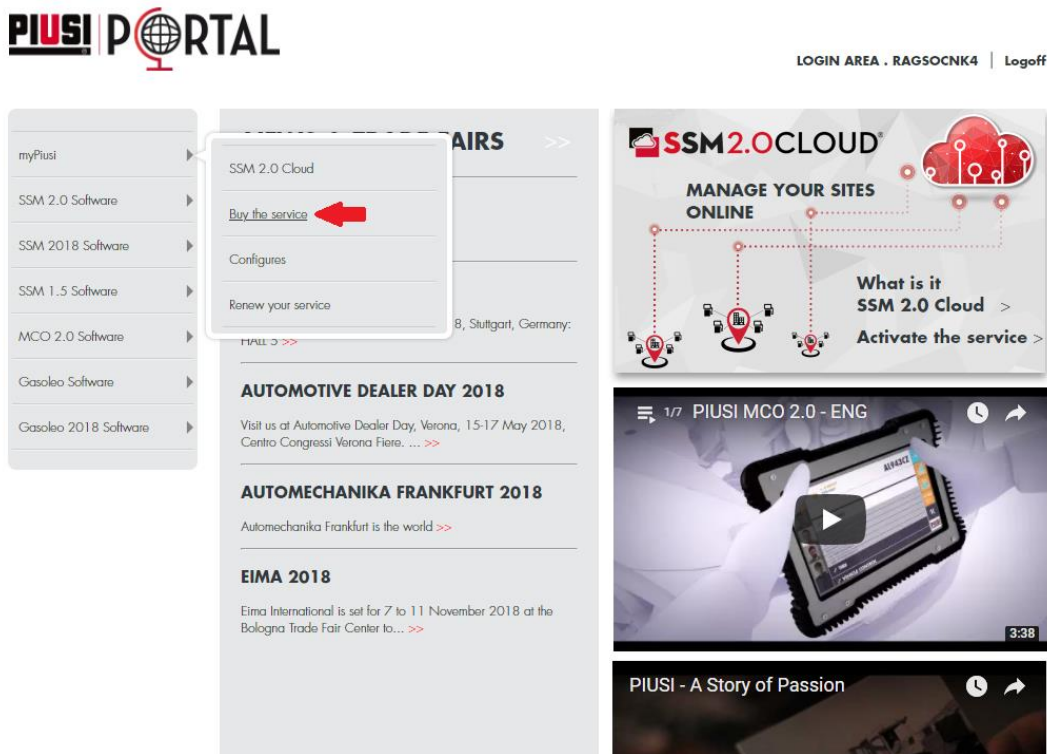 PIUSI PORTAL
LOGIN AREA . RAGSOCNK4 | Logoff
myPiusi
SSM 2.0 Software
SSM 2018 Software
SSM 1.5 Software
MCO 2.0 Software
Gasoleo Software
Gasoleo 2018 Software
SSM 2.0 Cloud
Buy the service
Configures
Renew your service
AIRS >>
8, Stuttgart, Germany:
HALL 5 >>
AUTOMOTIVE DEALER DAY 2018
Visit us at Automotive Dealer Day, Verona, 15-17 May 2018,
Centro Congressi Verona Fiere. ... >>
AUTOMECHANIKA FRANKFURT 2018
Automechanika Frankfurt is the world >>
EIMA 2018
Eima International is set for 7 to 11 November 2018 at the
Bologna Trade Fair Center to... >>
SSM2.0CLOUD®
MANAGE YOUR SITES
ONLINE
What is it
SSM 2.0 Cloud >
Activate the service >
1/7 PIUSI MCO 2.0 - ENG
3:38
PIUSI - A Story of Passion